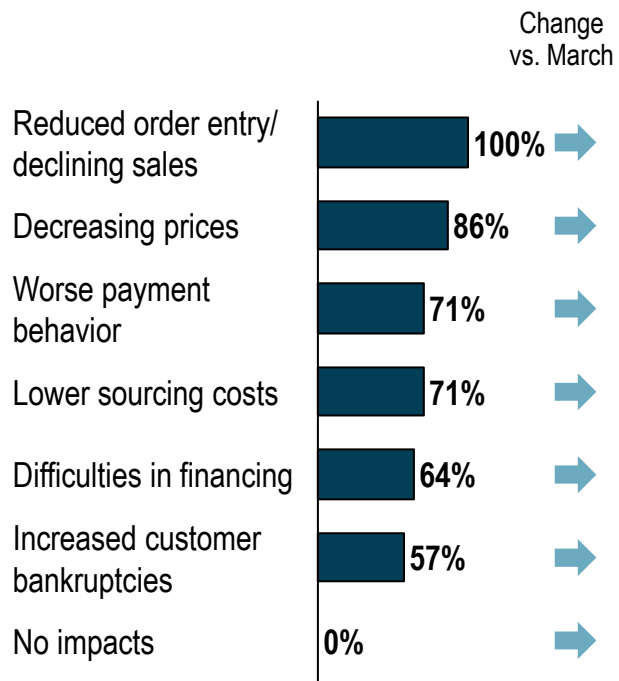 Change
vs. March
Reduced order entry/
declining sales
100%
Decreasing prices
86%
Worse payment
behavior
71%
Lower sourcing costs
71%
Difficulties in financing
64%
Increased customer
bankruptcies
57%
No impacts
0%